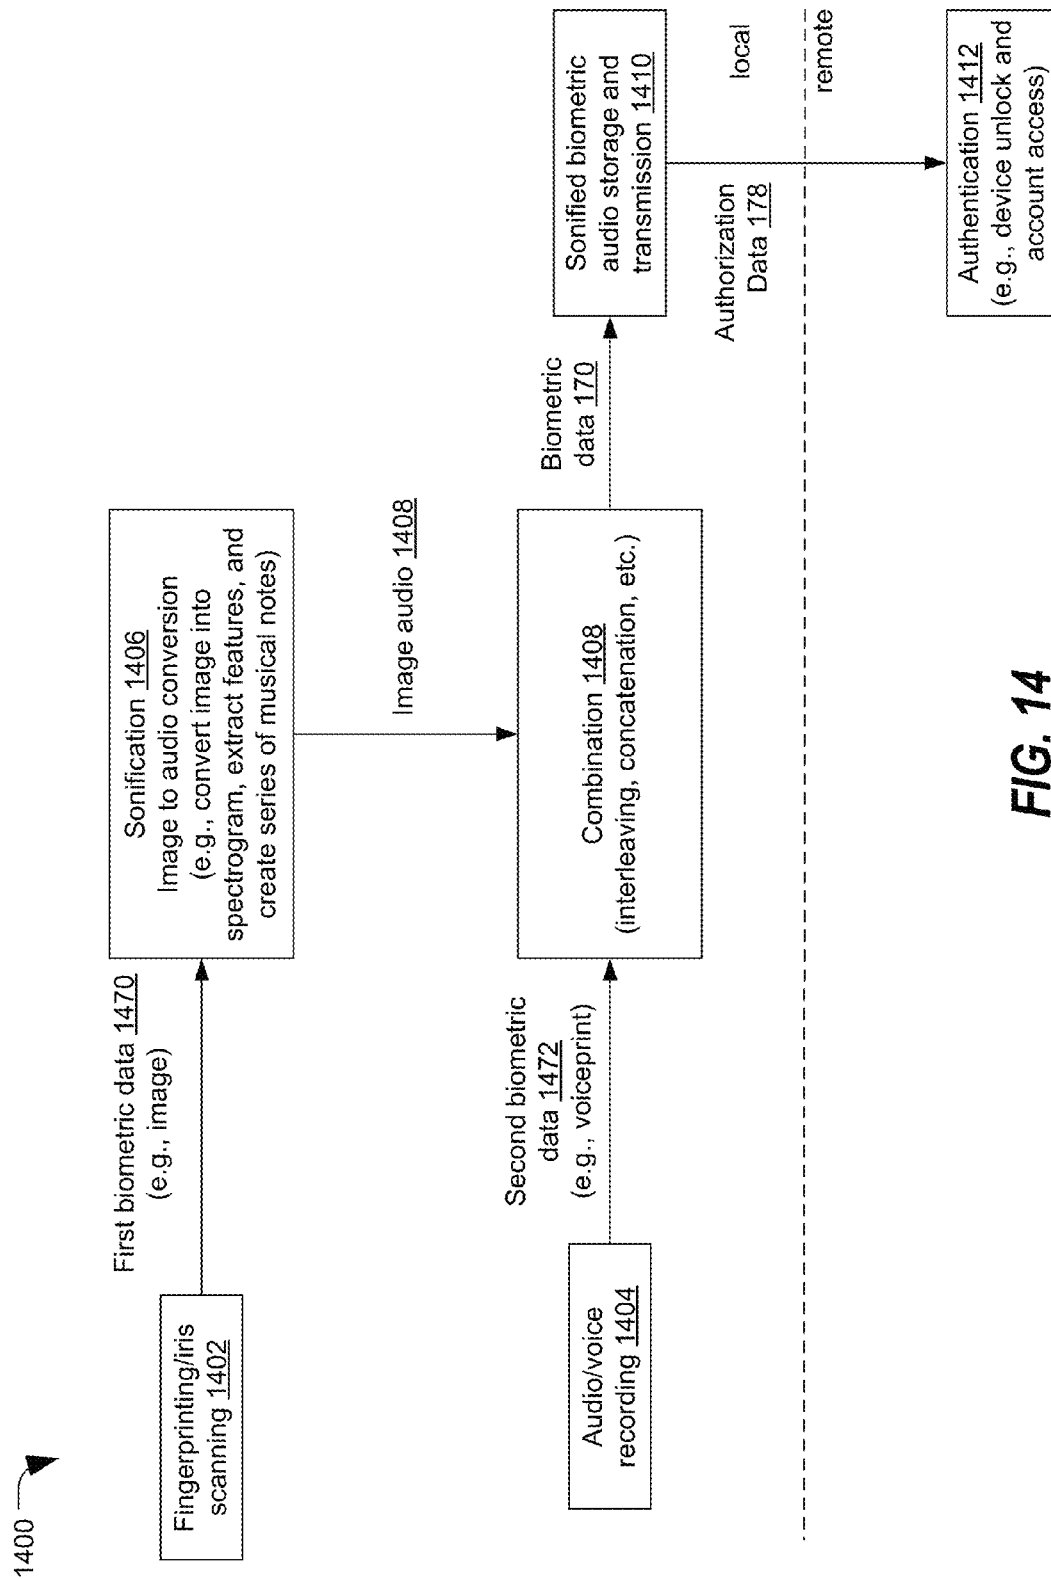 1400
Fingerprinting/iris
scanning 1402
First biometric data 1470
(e.g., image)
Sonification 1406
Image to audio conversion
(e.g., convert image into
spectrogram, extract features, and
create series of musical notes)
Image audio 1408
Audio/voice
recording 1404
Second biometric
data 1472
(e.g., voiceprint)
Combination 1408
(interleaving, concatenation, etc.)
Biometric
data 170
Sonified biometric
audio storage and
transmission 1410
Authorization
Data 178
local
remote
Authentication 1412
(e.g., device unlock and
account access)
FIG. 14